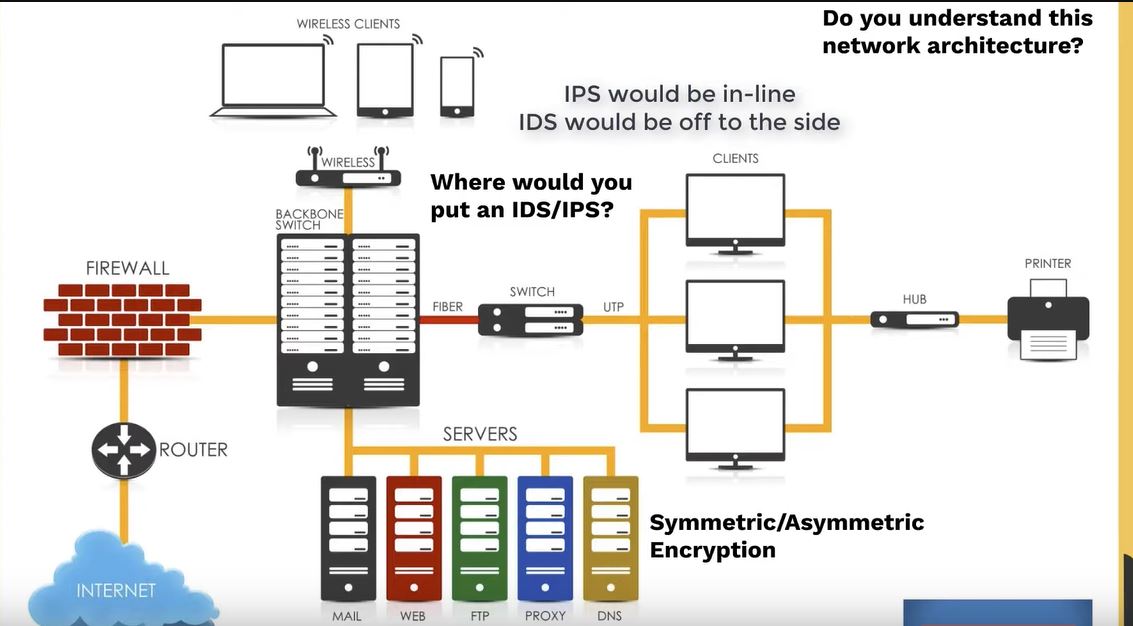 WIRELESS CLIENTS
Do you understand this
network architecture?
IPS would be in-line
IDS would be off to the side
WIRELESS
CLIENTS
Where would you
put an IDS/IPS?
BACKBONE
SWITCH
FIREWALL
FIBER
SWITCH
UTP
HUB
PRINTER
ROUTER
SERVERS
Symmetric/Asymmetric
Encryption
INTERNET
MAIL
WEB
FTP
PROXY
DNS